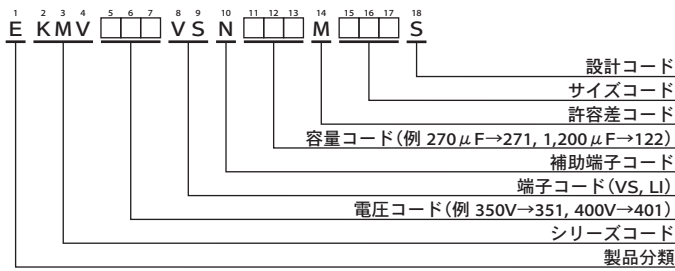 1 2 3 4 5 6 7 8 9 10 11 12 13 14 15 16 17 18
E KMV □□□ VS N □□□ M □□□ S
設計コード
サイズコード
許容差コード
容量コード(例 270μF→271, 1,200μF→122)
補助端子コード
端子コード(VS, LI)
電圧コード(例 350V→351, 400V→401)
シリーズコード
製品分類